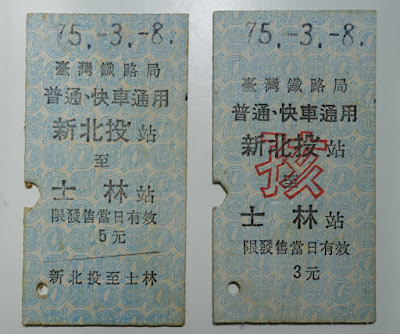 75.-3.-8.
臺灣鐵路局
普通、快車通用
新北投站
至
士林站
限發售當日有效
5元
新北投至士林
75.-3.-8.
臺灣鐵路局
普通、快車通用
新北投站
至
孩
士林站
限發售當日有效
3元